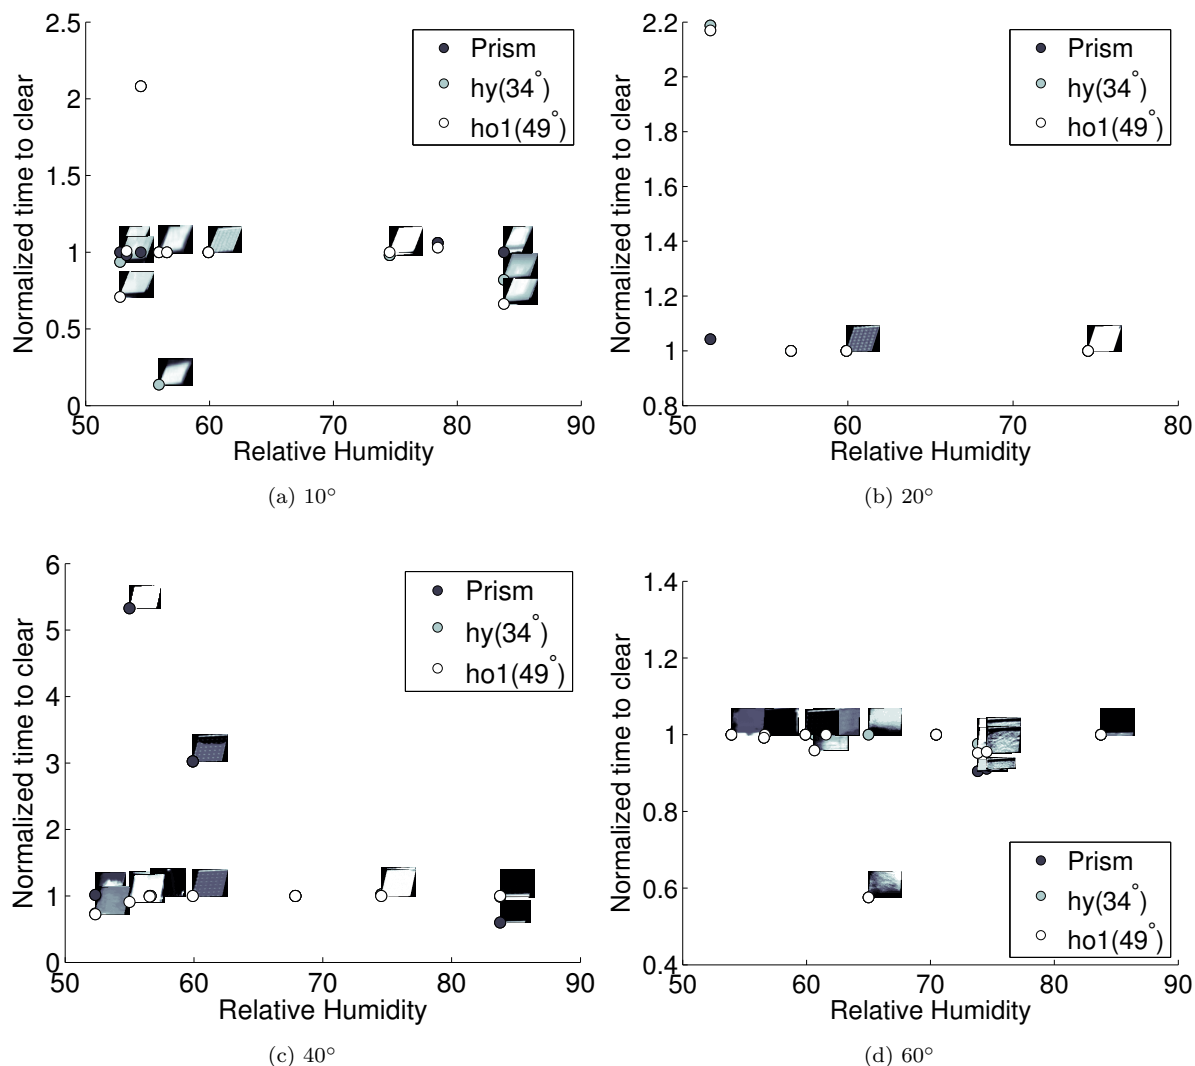 2.5
2
1.5
1
0.5
0
Normalized time to clear
50
60
70
80
90
Relative Humidity
Prism
hy(34°)
ho1(49°)
(a) 10°
2.2
2
1.8
1.6
1.4
1.2
1
0.8
Normalized time to clear
50
60
70
80
Relative Humidity
Prism
hy(34°)
ho1(49°)
(b) 20°
6
5
4
3
2
1
0
Normalized time to clear
50
60
70
80
90
Relative Humidity
Prism
hy(34°)
ho1(49°)
(c) 40°
1.4
1.2
1
0.8
0.6
0.4
Normalized time to clear
50
60
70
80
90
Relative Humidity
Prism
hy(34°)
ho1(49°)
(d) 60°